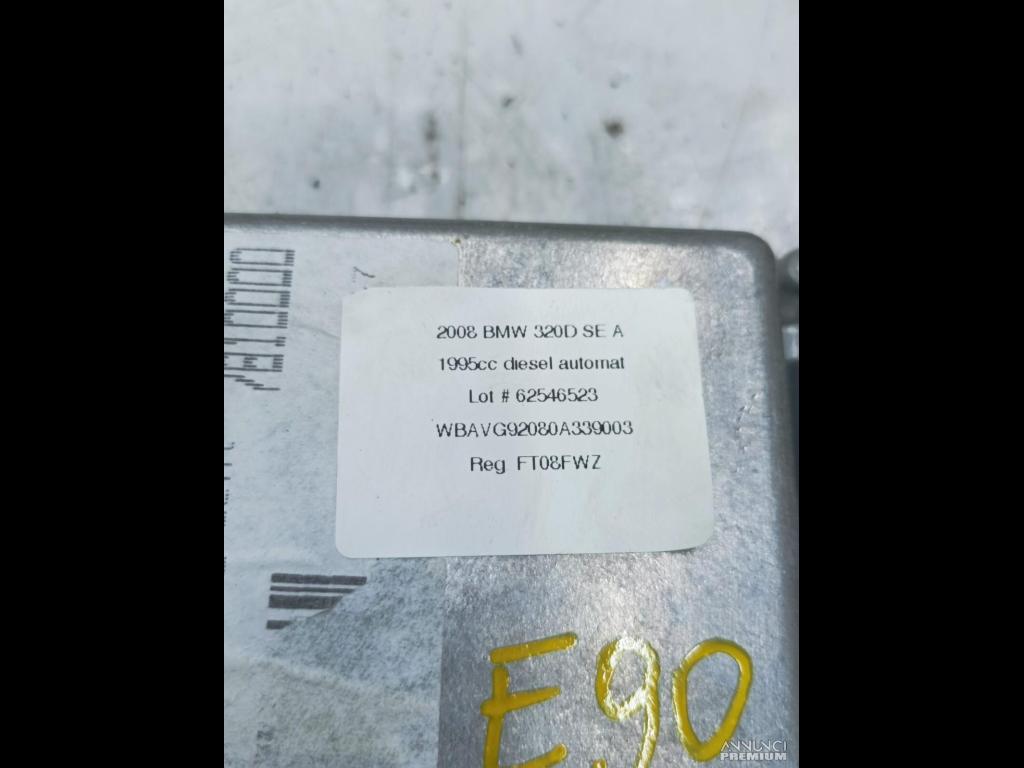 2008 BMW 320D SE A
1995cc diesel automat
Lot # 62546523
WBAVG92080A339003
Reg FT08FWZ
E90
ANNUNCI
PREMIUM